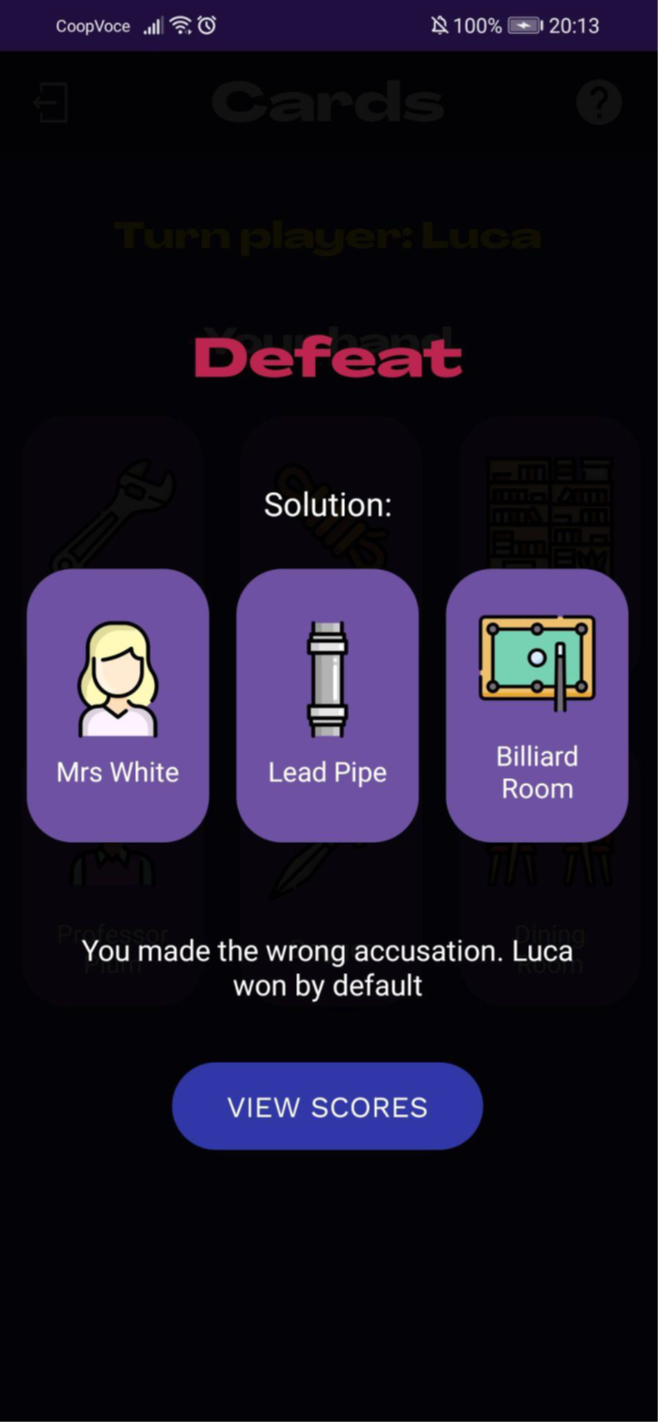 CoopVoce 100% 20:13
Cards ?
Turn player: Luca
Your hand
Defeat
Solution:
Mrs White Lead Pipe Billiard
Room
Professor Dining
Plum Room
You made the wrong accusation. Luca
won by default
VIEW SCORES